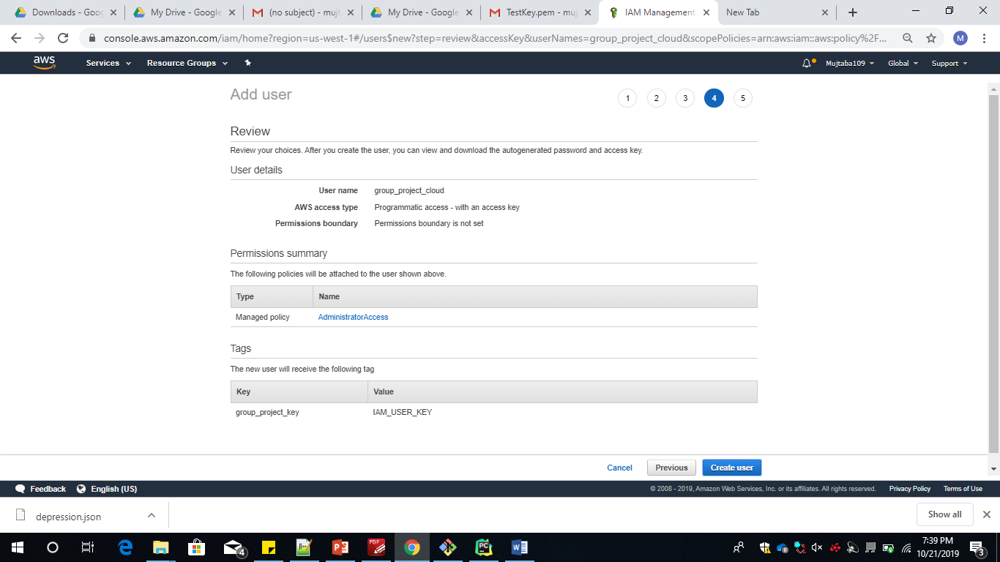 Downloads - Goog
My Drive - Google
(no subject) - mujt
My Drive - Google
TestKey.pem - muj
IAM Management
New Tab
console.aws.amazon.com/iam/home?region=us-west-1#/users$new?step=review&accessKey&userNames=group_project_cloud&scopePolicies=arn:aws:iam::aws:policy%2F...
M
aws
Services
Resource Groups
Mujtaba109
Global
Support
Add user
1 2 3 4 5
Review
Review your choices. After you create the user, you can view and download the autogenerated password and access key.
User details
User name group_project_cloud
AWS access type Programmatic access - with an access key
Permissions boundary Permissions boundary is not set
Permissions summary
The following policies will be attached to the user shown above.
Type Name
Managed policy AdministratorAccess
Tags
The new user will receive the following tag
Key Value
group_project_key IAM_USER_KEY
Cancel Previous Create user
Feedback English (US)
© 2008 - 2019, Amazon Web Services, Inc. or its affiliates. All rights reserved. Privacy Policy Terms of Use
depression.json
Show all
4
PDF
PC
7:39 PM
10/21/2019
3